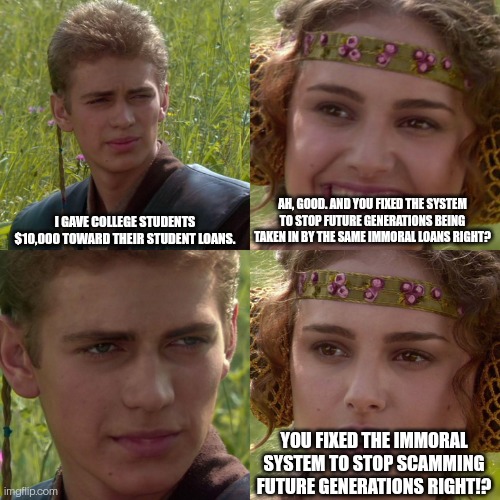 I GAVE COLLEGE STUDENTS
$10,000 TOWARD THEIR STUDENT LOANS.
AH, GOOD. AND YOU FIXED THE SYSTEM
TO STOP FUTURE GENERATIONS BEING
TAKEN IN BY THE SAME IMMORAL LOANS RIGHT?
YOU FIXED THE IMMORAL
SYSTEM TO STOP SCAMMING
FUTURE GENERATIONS RIGHT!?
imgflip.com